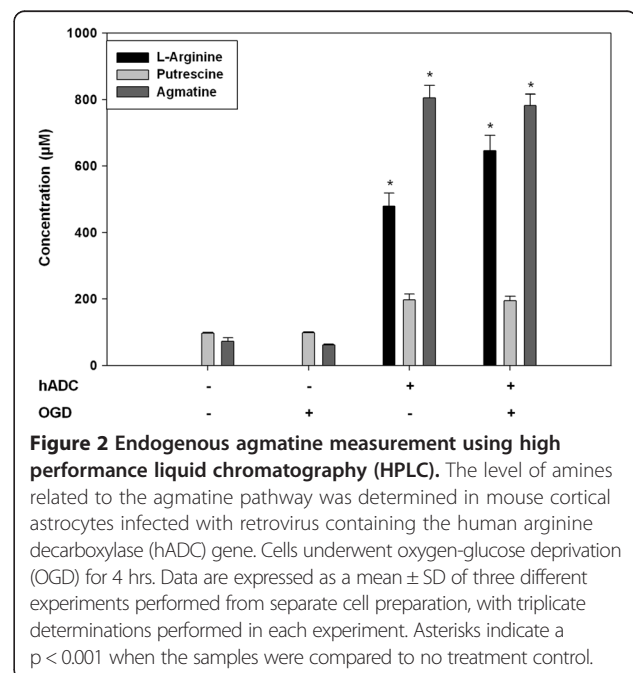 1000
800
600
400
200
0
Concentration (µM)
L-Arginine
Putrescine
Agmatine
*
*
*
*
hADC - - + +
OGD - + - +
Figure 2 Endogenous agmatine measurement using high
performance liquid chromatography (HPLC). The level of amines
related to the agmatine pathway was determined in mouse cortical
astrocytes infected with retrovirus containing the human arginine
decarboxylase (hADC) gene. Cells underwent oxygen-glucose deprivation
(OGD) for 4 hrs. Data are expressed as a mean ± SD of three different
experiments performed from separate cell preparation, with triplicate
determinations performed in each experiment. Asterisks indicate a
p < 0.001 when the samples were compared to no treatment control.